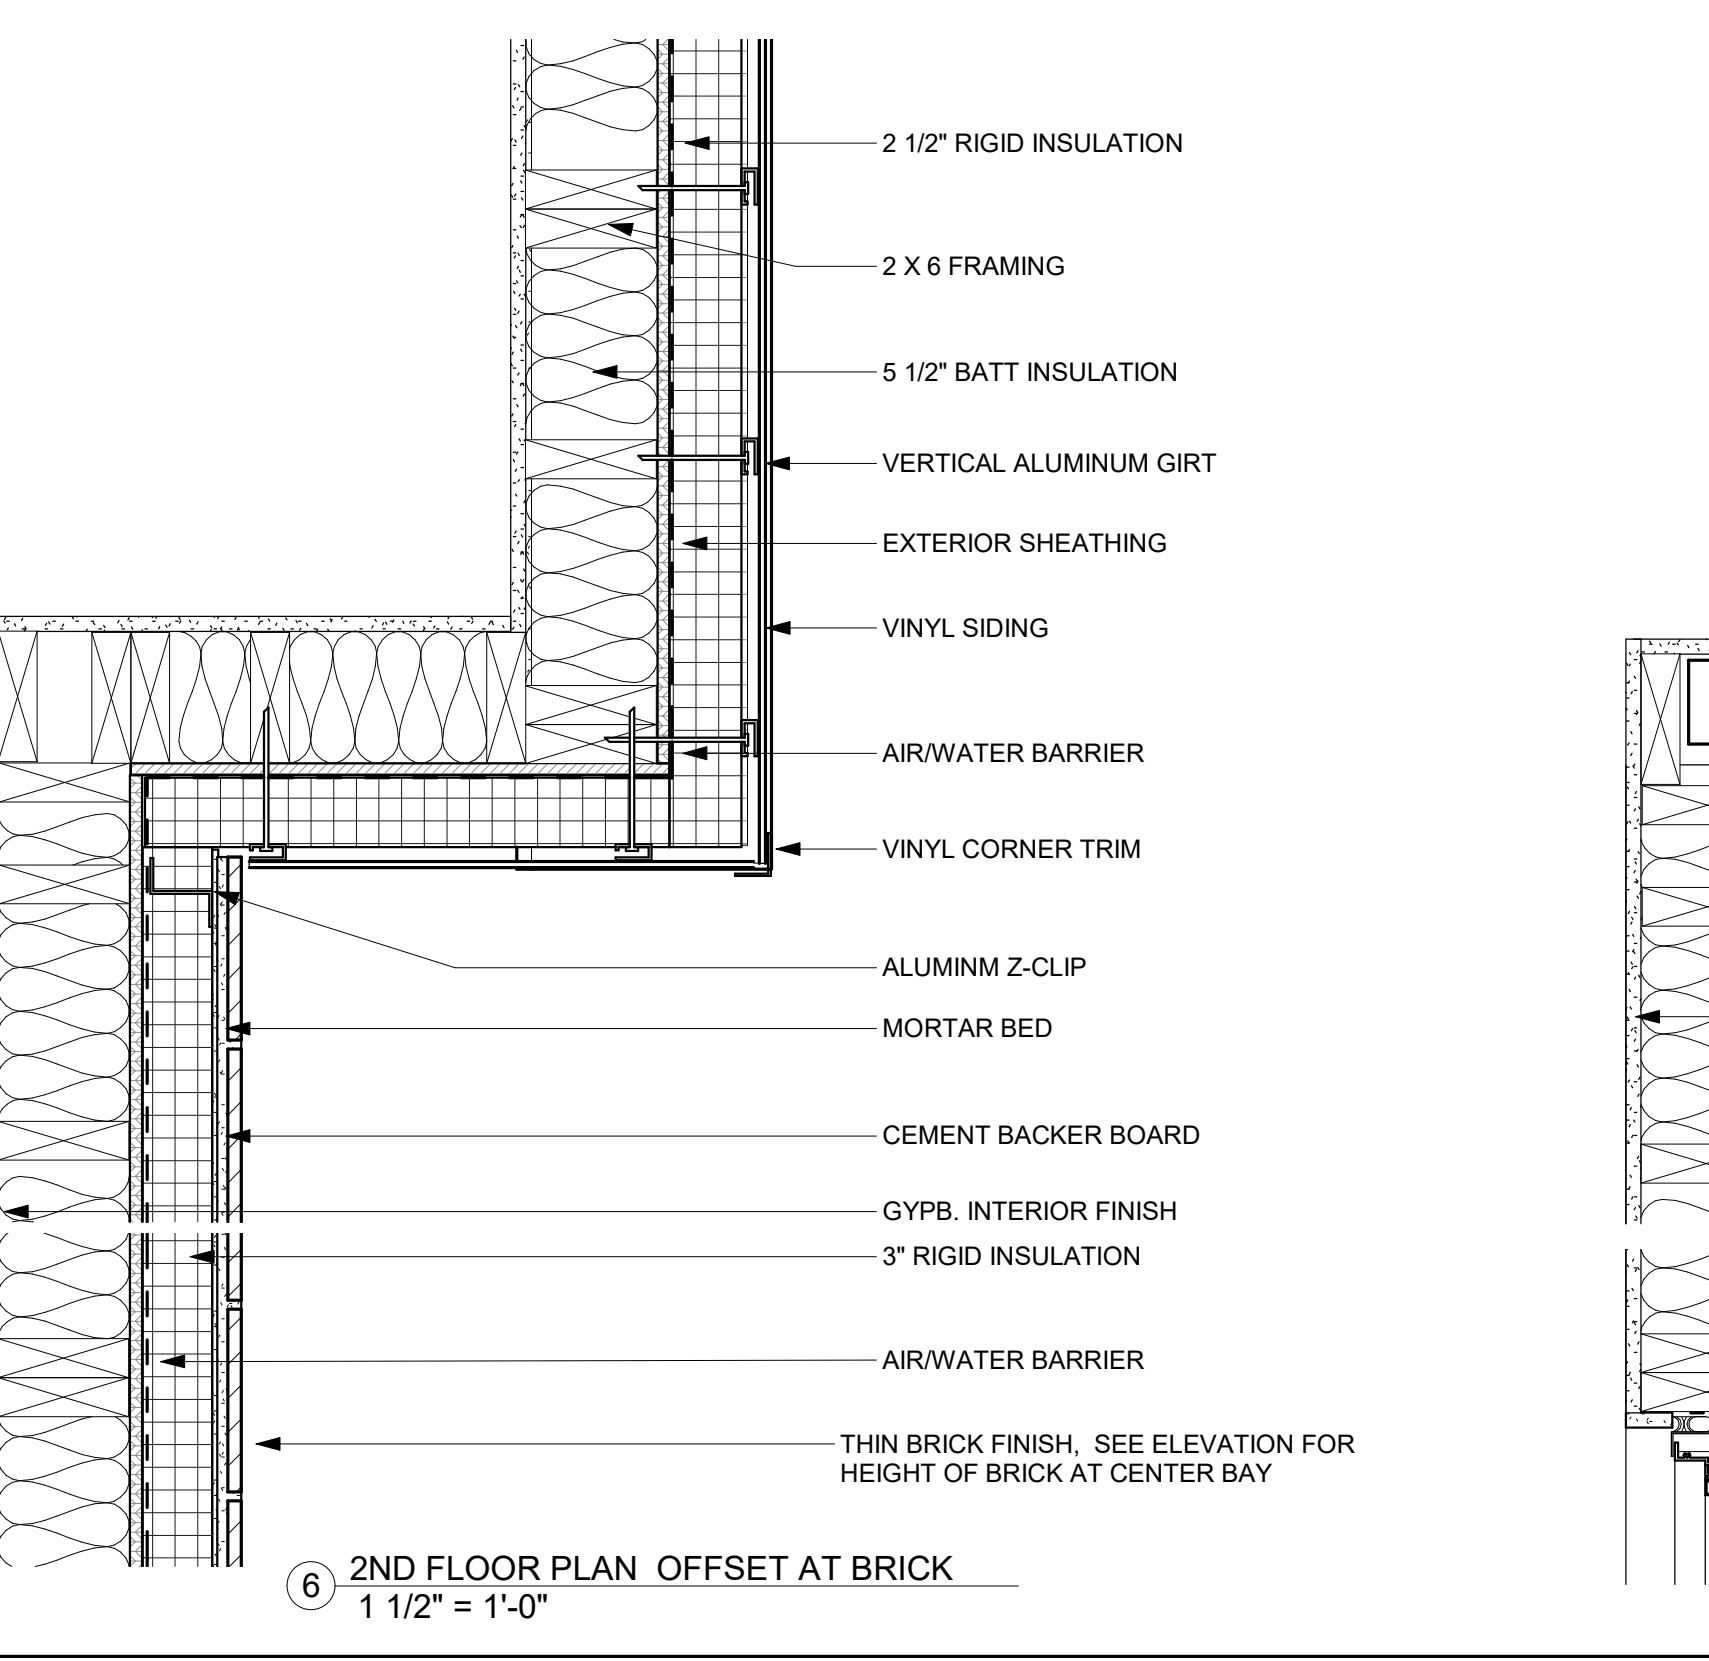 2 1/2" RIGID INSULATION
2 X 6 FRAMING
5 1/2" BATT INSULATION
VERTICAL ALUMINUM GIRT
EXTERIOR SHEATHING
VINYL SIDING
AIR/WATER BARRIER
VINYL CORNER TRIM
ALUMINM Z-CLIP
MORTAR BED
CEMENT BACKER BOARD
GYPB. INTERIOR FINISH
3" RIGID INSULATION
AIR/WATER BARRIER
THIN BRICK FINISH, SEE ELEVATION FOR
HEIGHT OF BRICK AT CENTER BAY
6 2ND FLOOR PLAN OFFSET AT BRICK
1 1/2" = 1'-0"